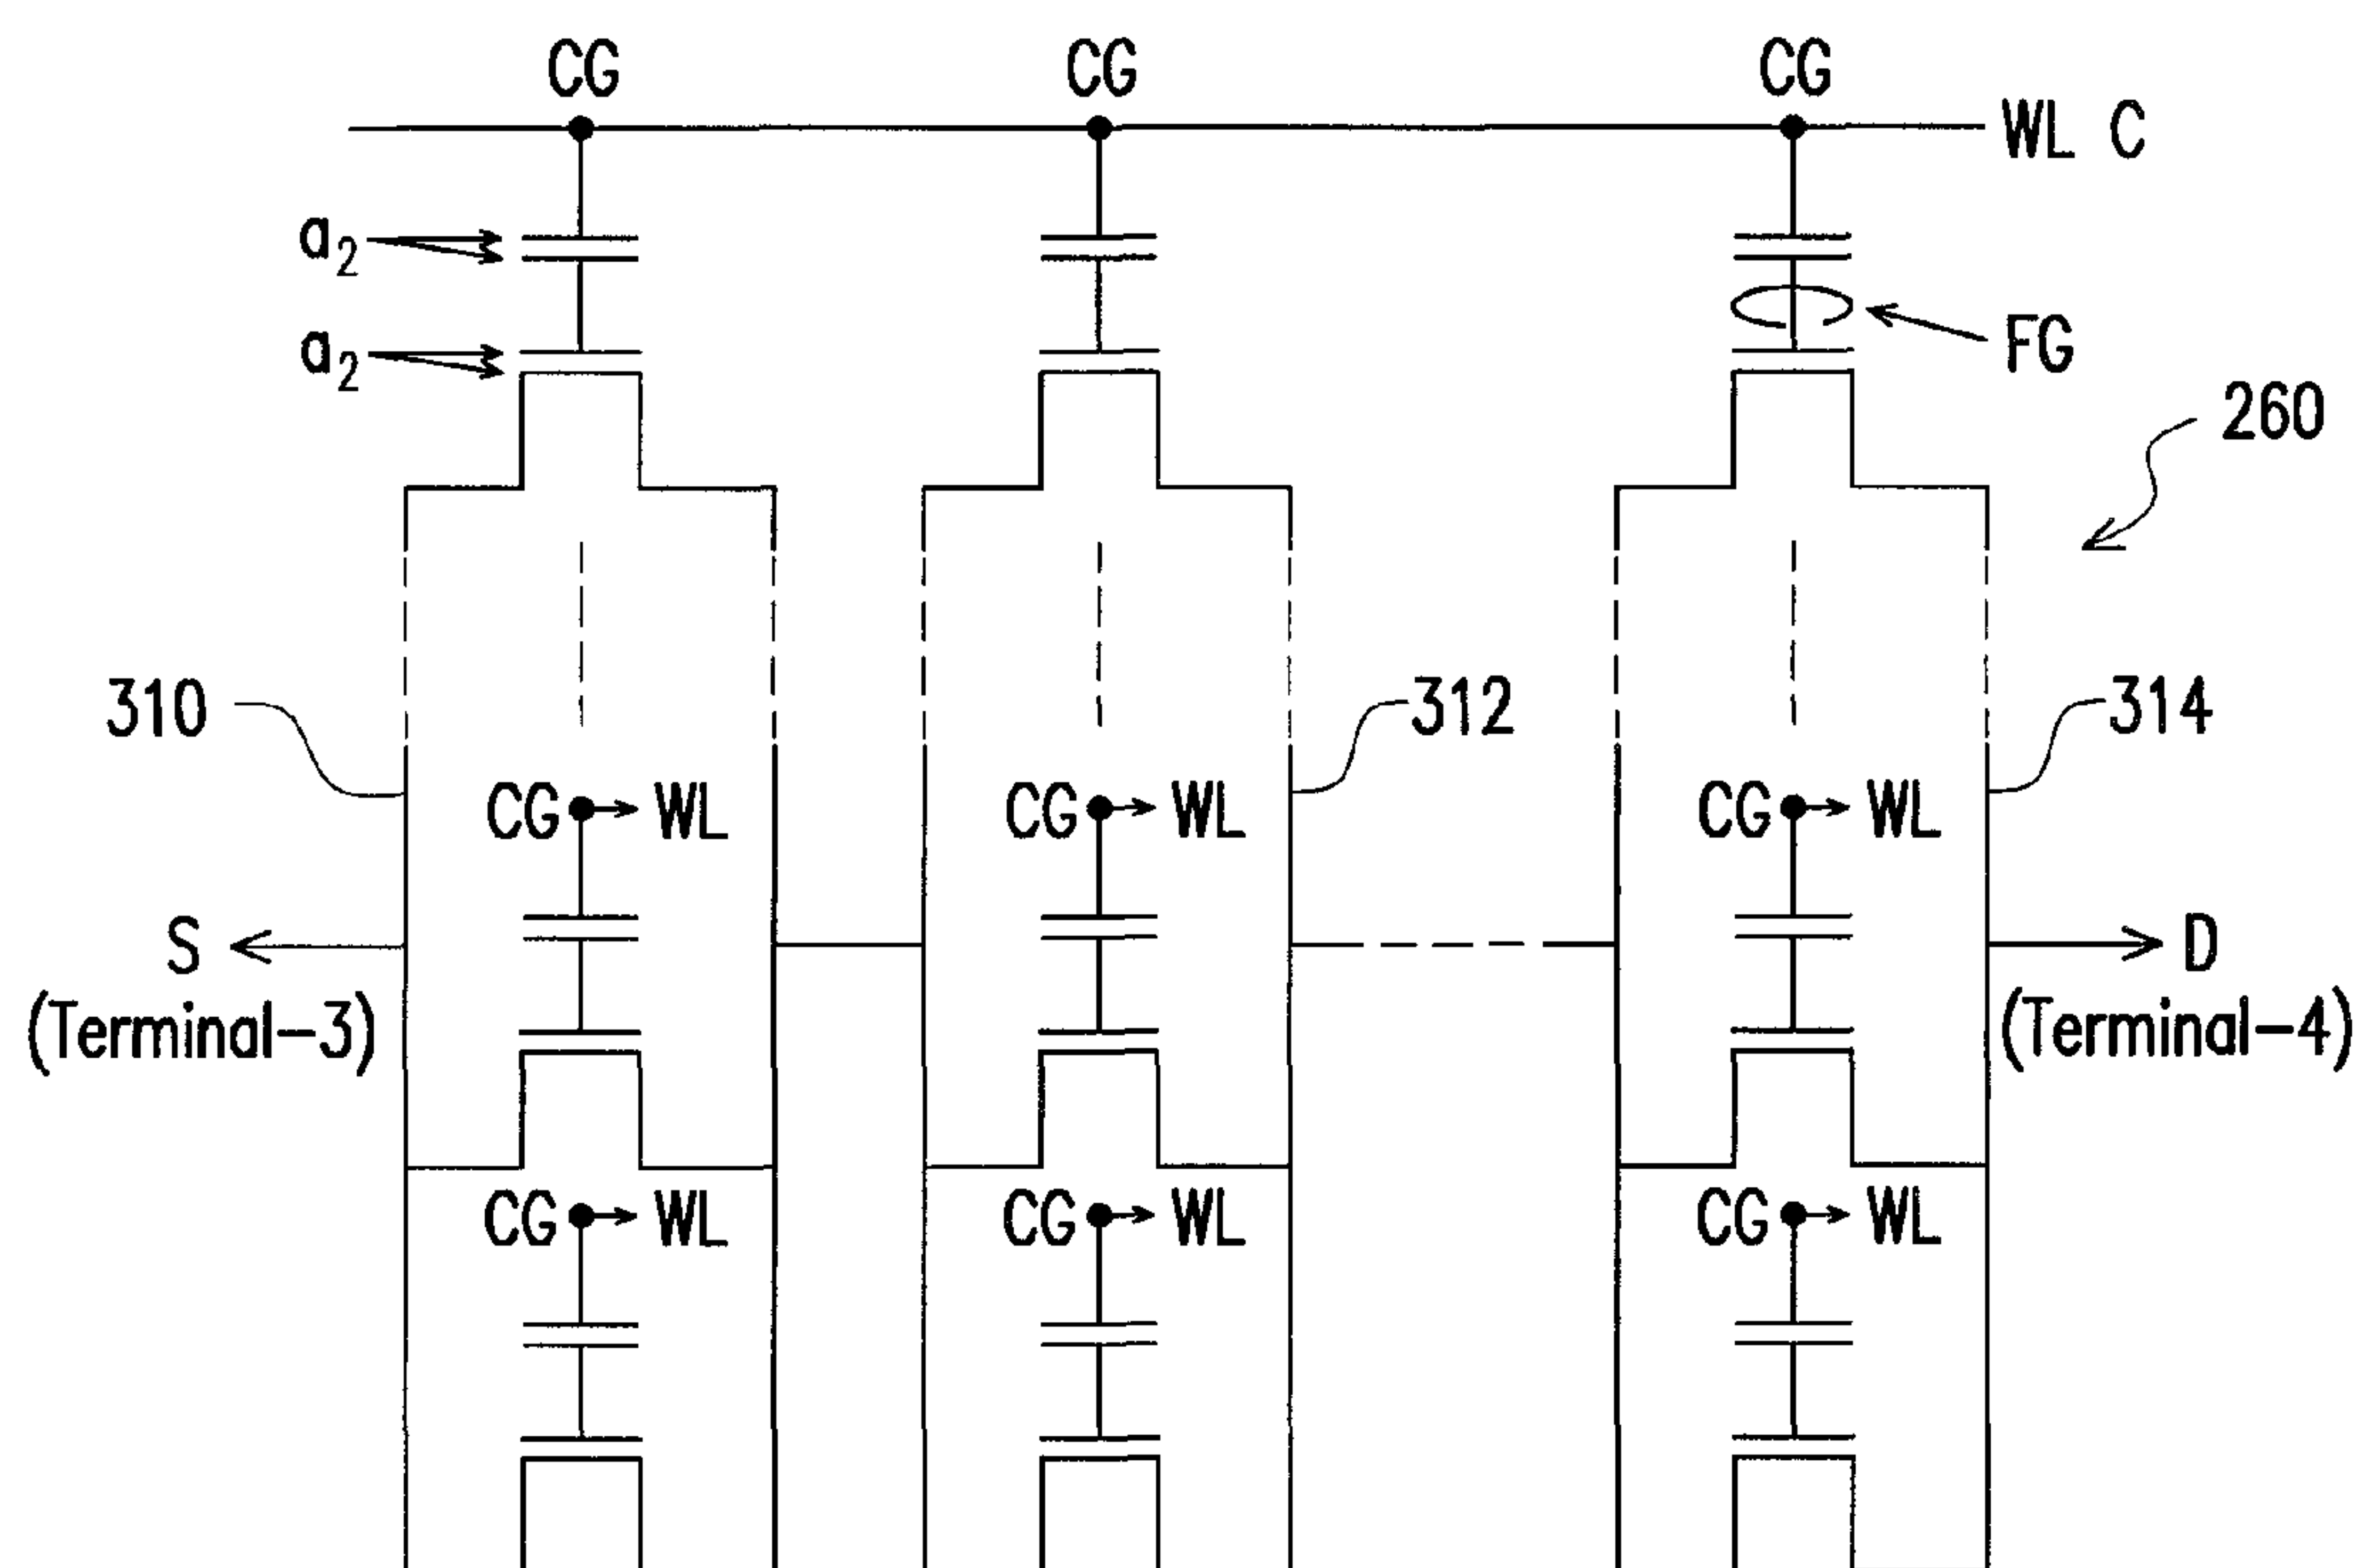 CG CG CG
WL C
a2
a2
FG
260
310
312
314
CG WL CG WL CG WL
S
(Terminal-3)
D
(Terminal-4)
CG WL CG WL CG WL